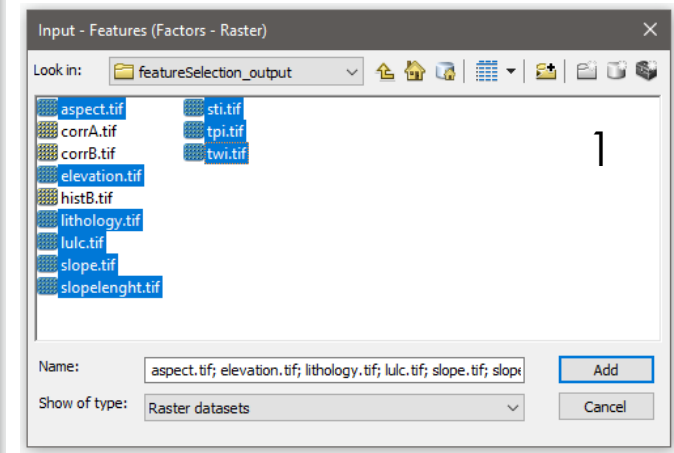 Input - Features (Factors - Raster)
Look in: featureSelection_output
aspect.tif
corrA.tif
corrB.tif
elevation.tif
histB.tif
lithology.tif
lulc.tif
slope.tif
slopelenght.tif
sti.tif
tpi.tif
twi.tif
1
Name: aspect.tif; elevation.tif; lithology.tif; lulc.tif; slope.tif; slope
Add
Show of type: Raster datasets
Cancel